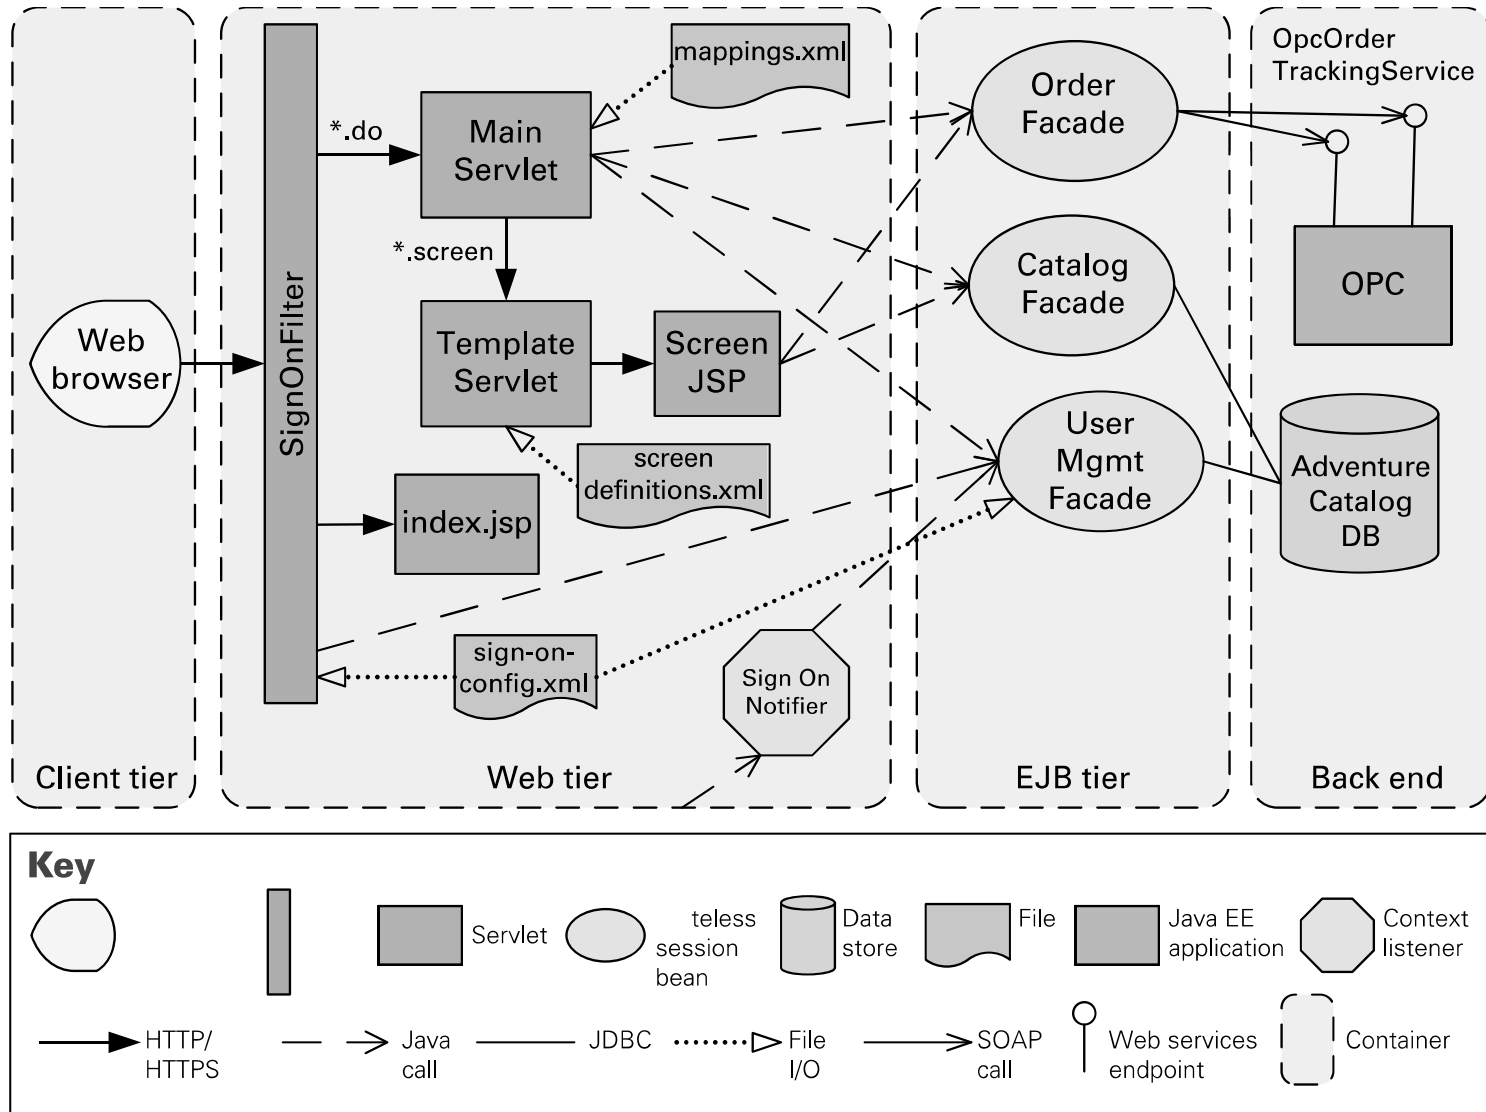 mappings.xml
OpcOrder
TrackingService
Order
Facade
*.do
Main
Servlet
*.screen
Catalog
Facade
OPC
SignOnFilter
Web
browser
Template
Servlet
Screen
JSP
User
Mgmt
Facade
screen
definitions.xml
Adventure
Catalog
DB
index.jsp
sign-on-
config.xml
Sign On
Notifier
Client tier
Web tier
EJB tier
Back end
Key
Servlet
teless
session
bean
Data
store
File
Java EE
application
Context
listener
HTTP/
HTTPS
Java
call
JDBC
File
I/O
SOAP
call
Web services
endpoint
Container